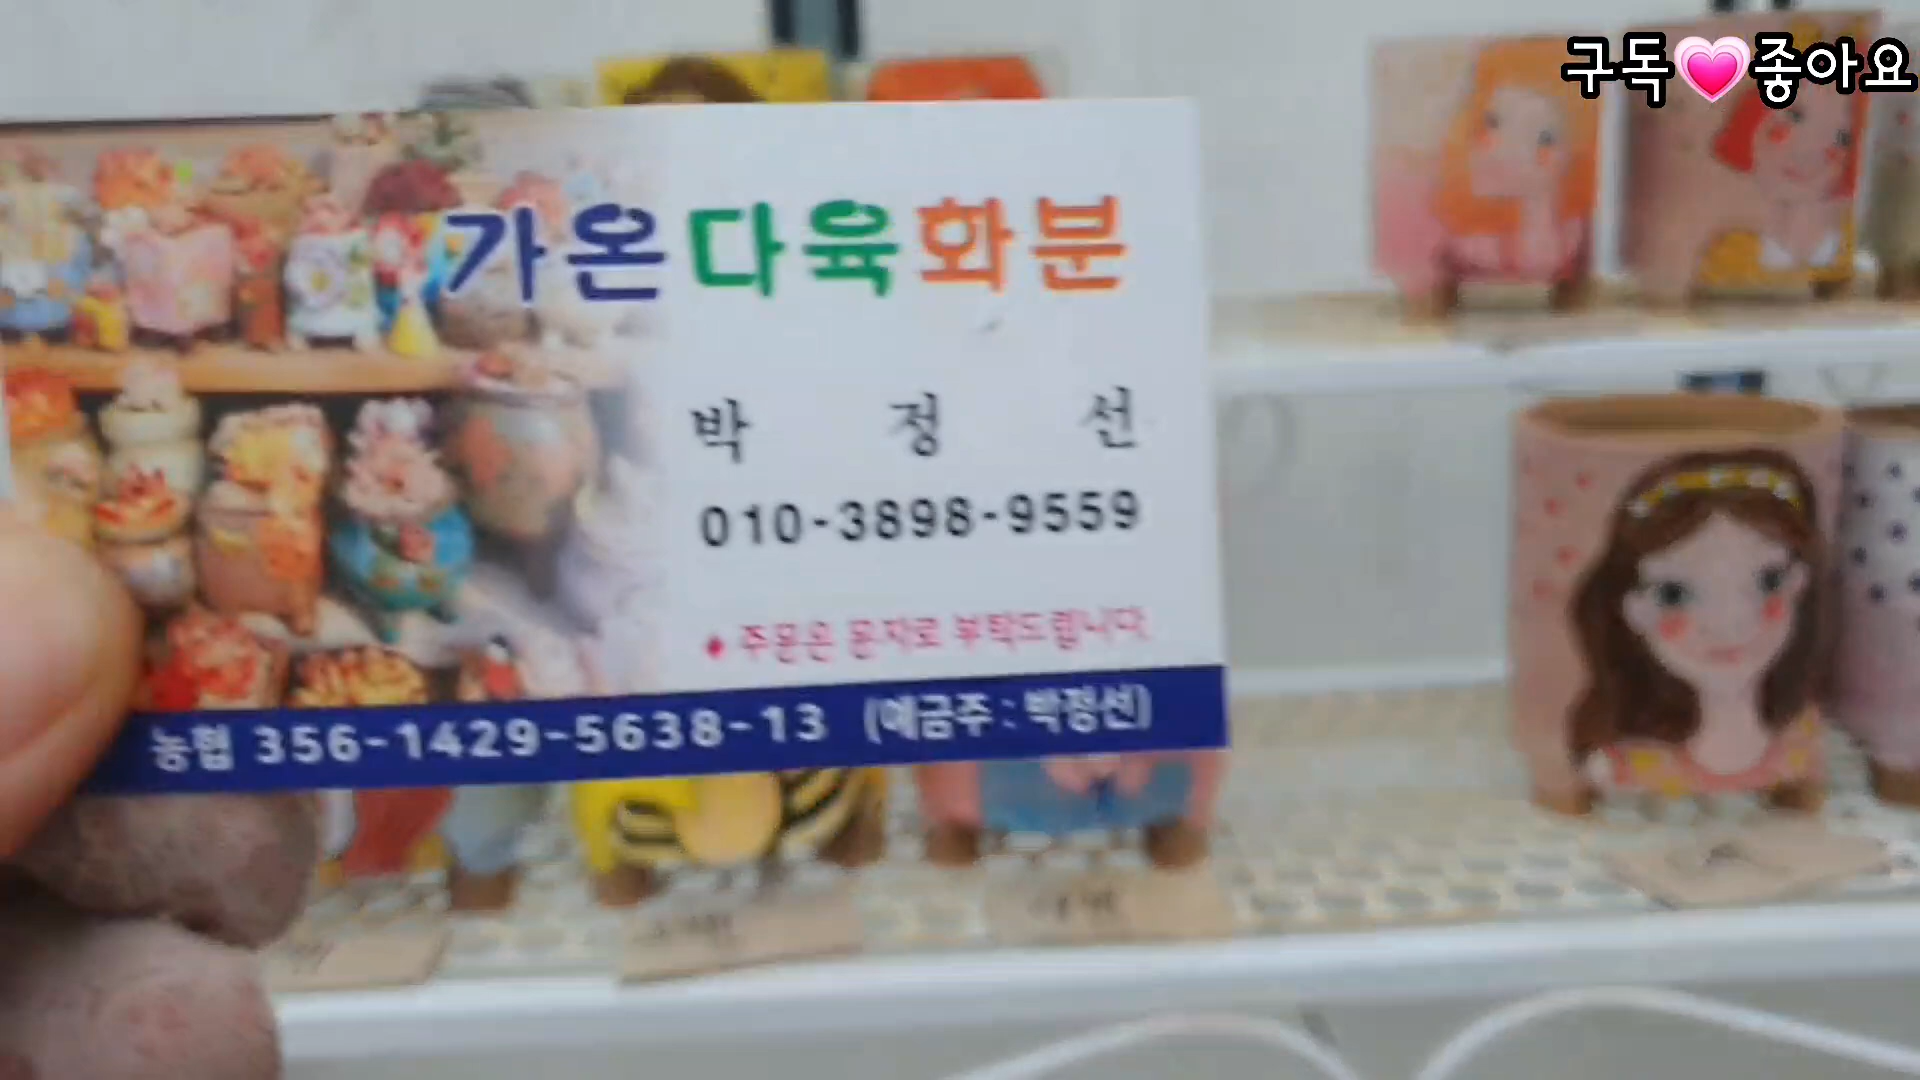 구독💗좋아요
가온다육화분
박 정 선
010-3898-9559
♦ 주문은 문자로 부탁드립니다
농협 356-1429-5638-13 (예금주 : 박정선)